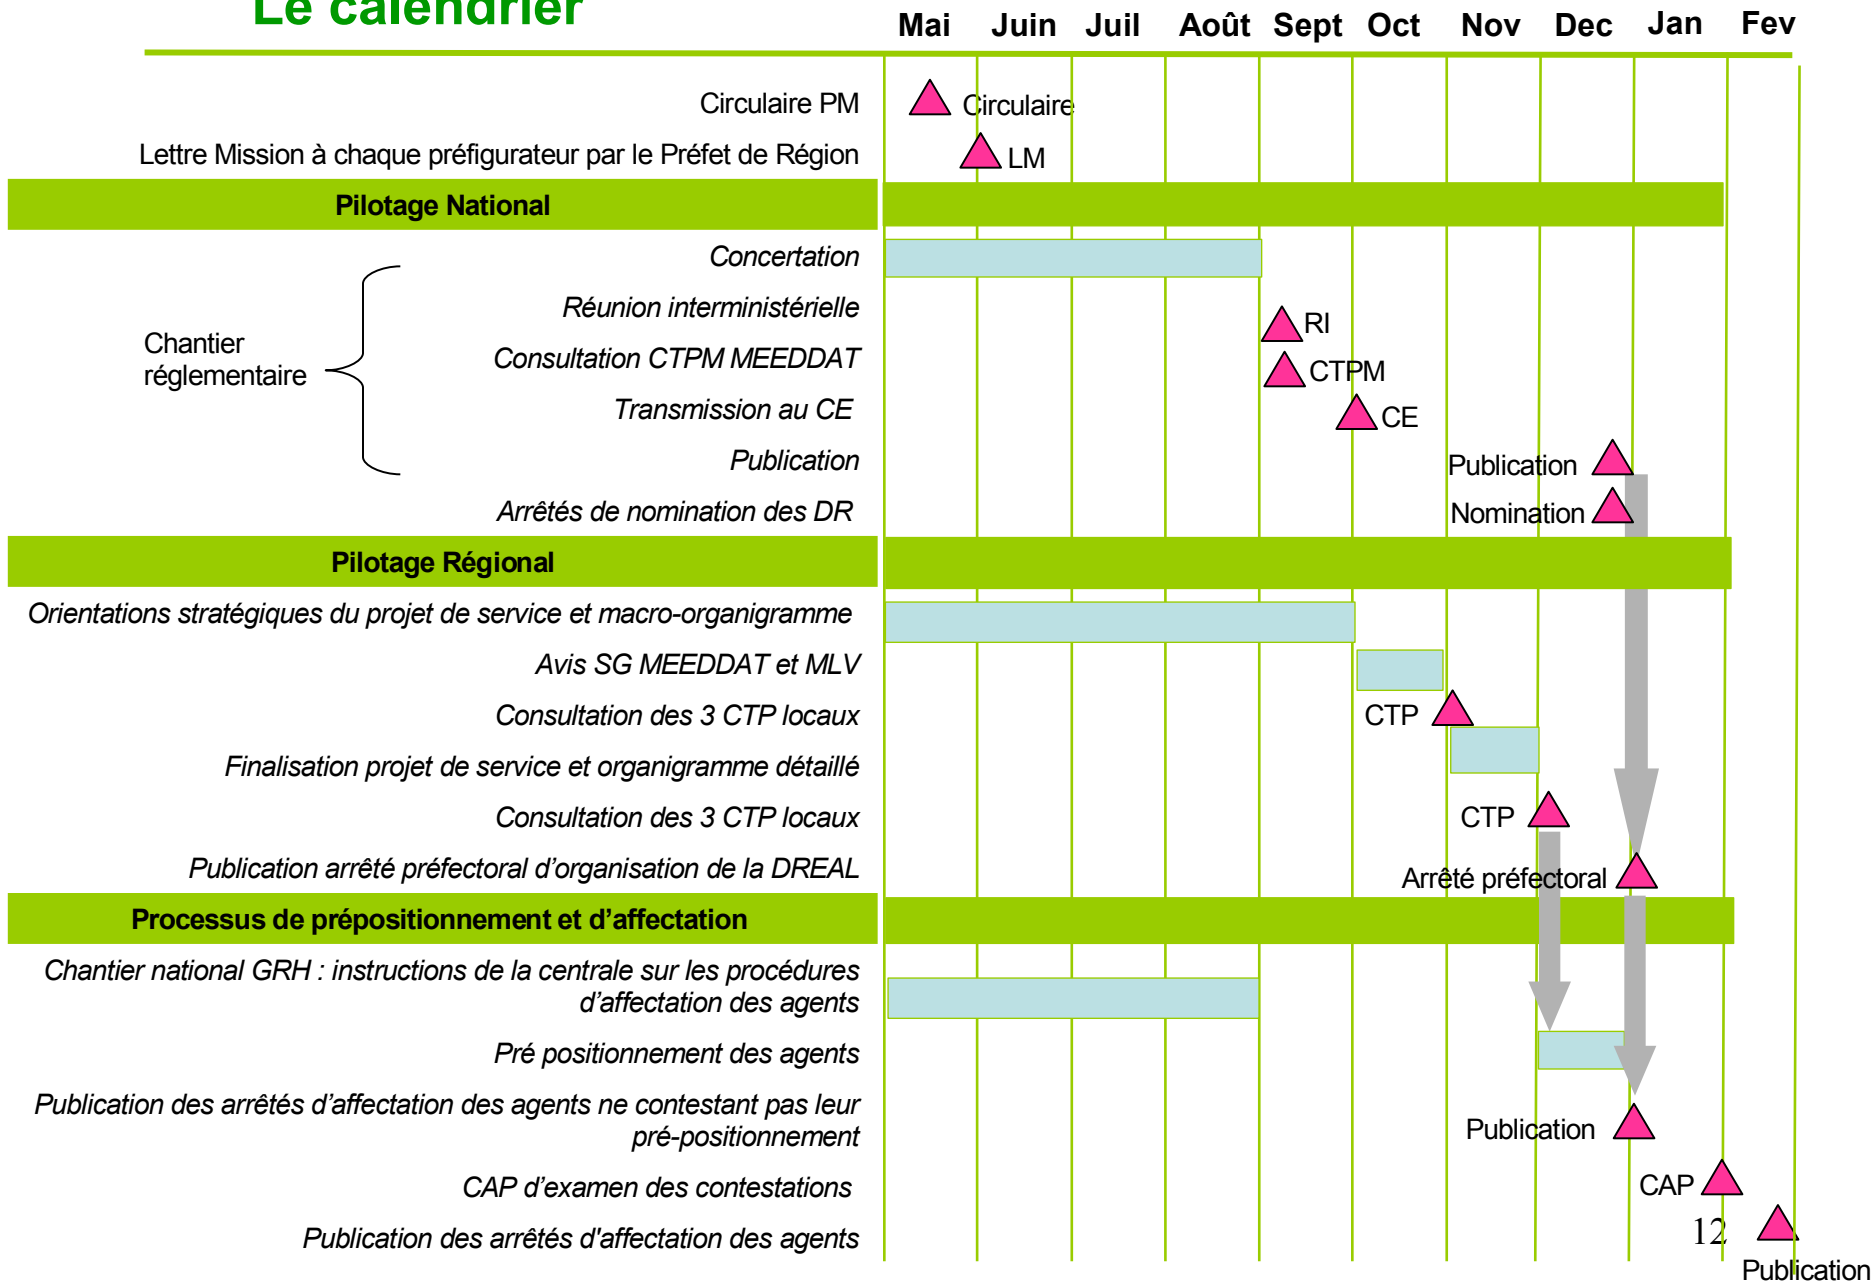 Le calendrier
Mai Juin Juil Août Sept Oct Nov Dec Jan Fev
Circulaire PM
Circulaire
Lettre Mission à chaque préfigurateur par le Préfet de Région
LM
Pilotage National
Concertation
Réunion interministérielle
RI
Chantier
réglementaire
Consultation CTPM MEEDDAT
CTPM
Transmission au CE
CE
Publication
Publication
Arrêtés de nomination des DR
Nomination
Pilotage Régional
Orientations stratégiques du projet de service et macro-organigramme
Avis SG MEEDDAT et MLV
Consultation des 3 CTP locaux
CTP
Finalisation projet de service et organigramme détaillé
Consultation des 3 CTP locaux
CTP
Publication arrêté préfectoral d’organisation de la DREAL
Arrêté préfectoral
Processus de prépositionnement et d’affectation
Chantier national GRH : instructions de la centrale sur les procédures
d’affectation des agents
Pré positionnement des agents
Publication des arrêtés d’affectation des agents ne contestant pas leur
pré-positionnement
Publication
CAP d’examen des contestations
CAP
Publication des arrêtés d'affectation des agents
12
Publication